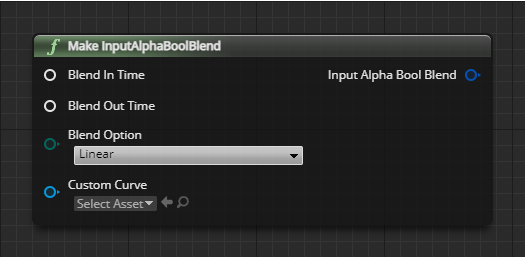 Make InputAlphaBoolBlend
Blend In Time
Input Alpha Bool Blend
Blend Out Time
Blend Option
Linear
Custom Curve
Select Asset